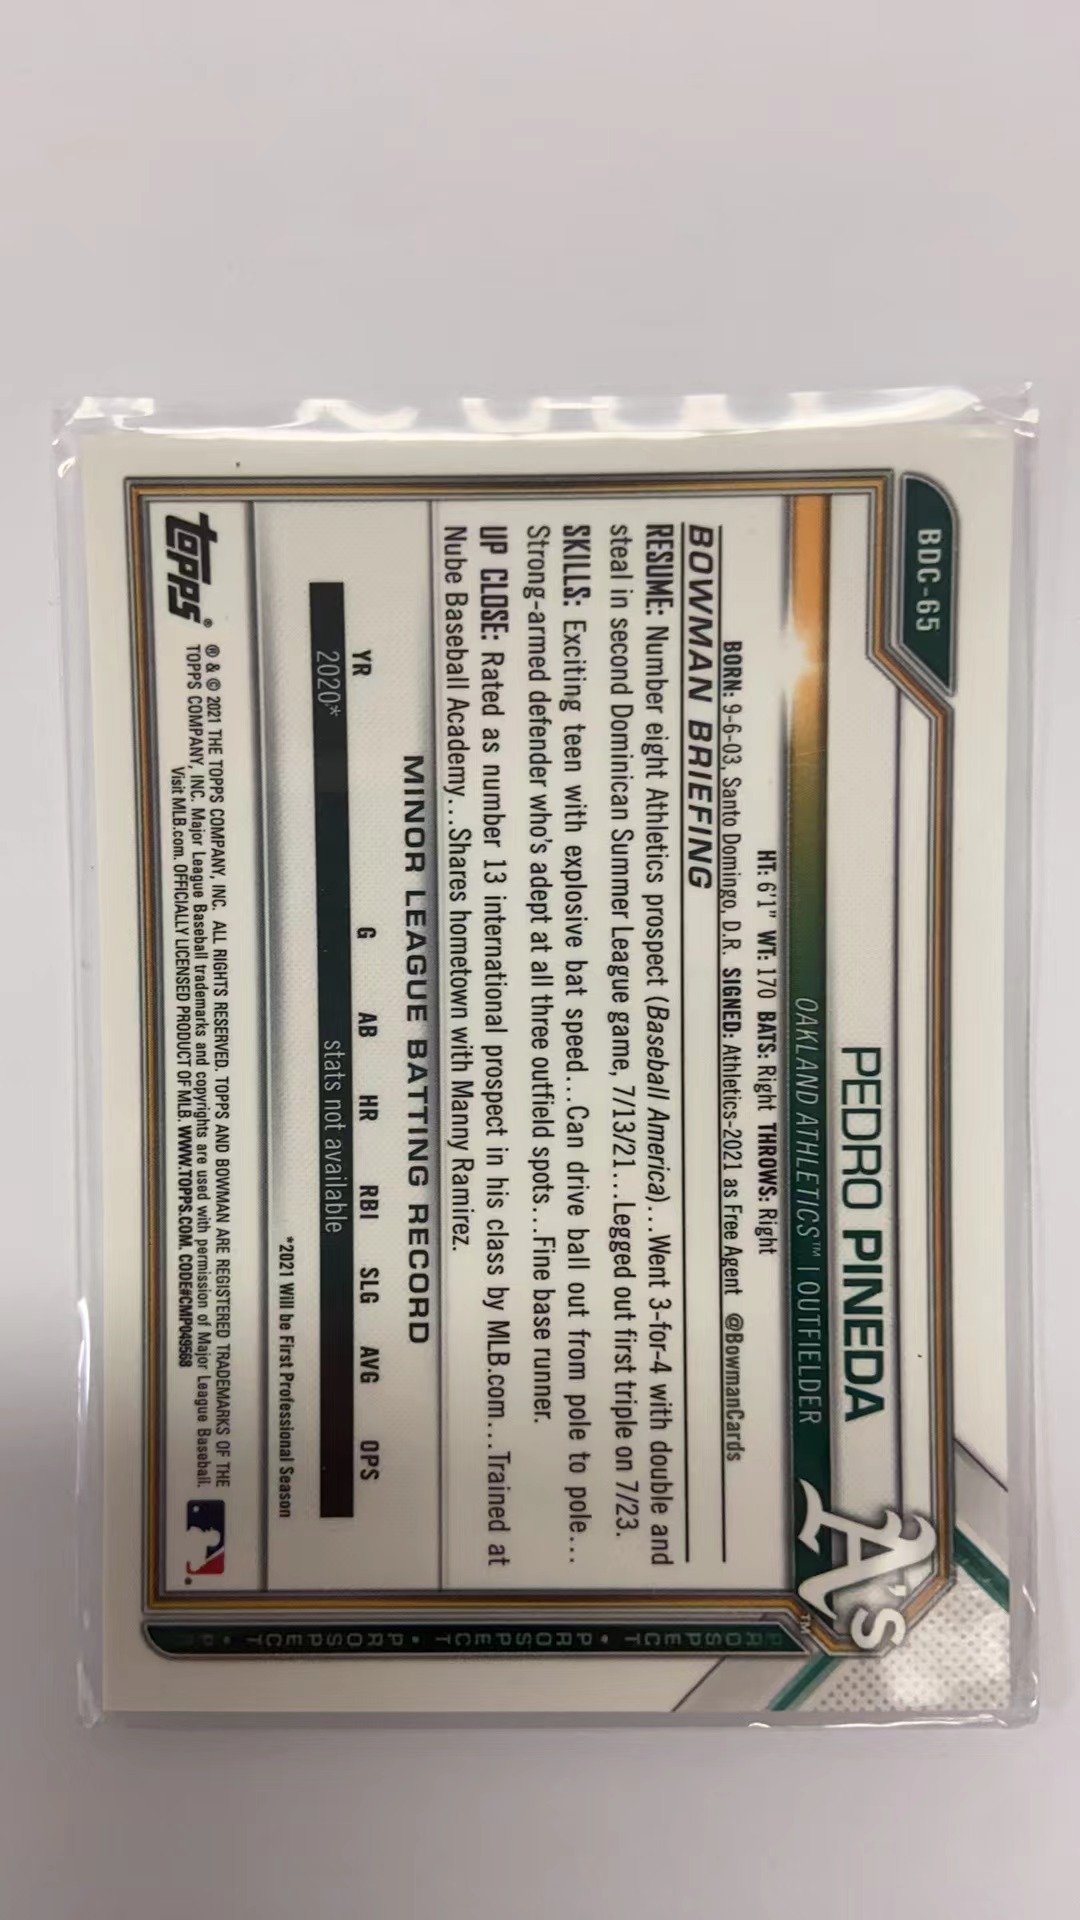 BDC-65
PEDRO PINEDA
OAKLAND ATHLETICS™ | OUTFIELDER
A's™
HT: 6'1" WT: 170 BATS: Right THROWS: Right
BORN: 9-6-03, Santo Domingo, D.R. SIGNED: Athletics-2021 as Free Agent @BowmanCards
BOWMAN BRIEFING
RESUME: Number eight Athletics prospect (Baseball America)...Went 3-for-4 with double and
steal in second Dominican Summer League game, 7/13/21...Legged out first triple on 7/23.
SKILLS: Exciting teen with explosive bat speed...Can drive ball out from pole to pole...
Strong-armed defender who's adept at all three outfield spots...Fine base runner.
UP CLOSE: Rated as number 13 international prospect in his class by MLB.com...Trained at
Nube Baseball Academy...Shares hometown with Manny Ramirez.
MINOR LEAGUE BATTING RECORD
YR G AB HR RBI SLG AVG OPS
2020* stats not available
*2021 Will be First Professional Season
topps®
® & © 2021 THE TOPPS COMPANY, INC. ALL RIGHTS RESERVED. TOPPS AND BOWMAN ARE REGISTERED TRADEMARKS OF THE
TOPPS COMPANY, INC. Major League Baseball trademarks and copyrights are used with permission of Major League Baseball.
Visit MLB.com. OFFICIALLY LICENSED PRODUCT OF MLB. WWW.TOPPS.COM. CODE#CMP049568
PROSPECT • PROSPECT • PROSPECT • PR